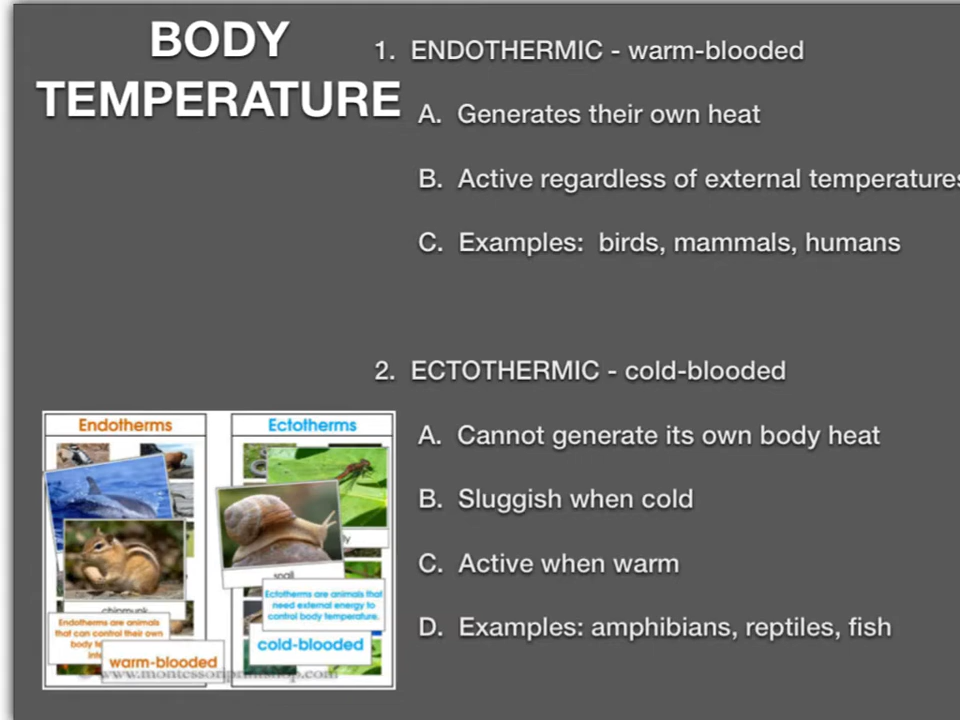 BODY
TEMPERATURE
1. ENDOTHERMIC - warm-blooded
A. Generates their own heat
B. Active regardless of external temperatures
C. Examples: birds, mammals, humans
2. ECTOTHERMIC - cold-blooded
A. Cannot generate its own body heat
B. Sluggish when cold
C. Active when warm
D. Examples: amphibians, reptiles, fish
Endotherms
chipmunk
Endotherms are animals
that can control their own
body
warm-blooded
Ectotherms
snail
Ectotherms are animals that
need external energy to
control body temperature.
cold-blooded
© www.montessoriprintshop.com